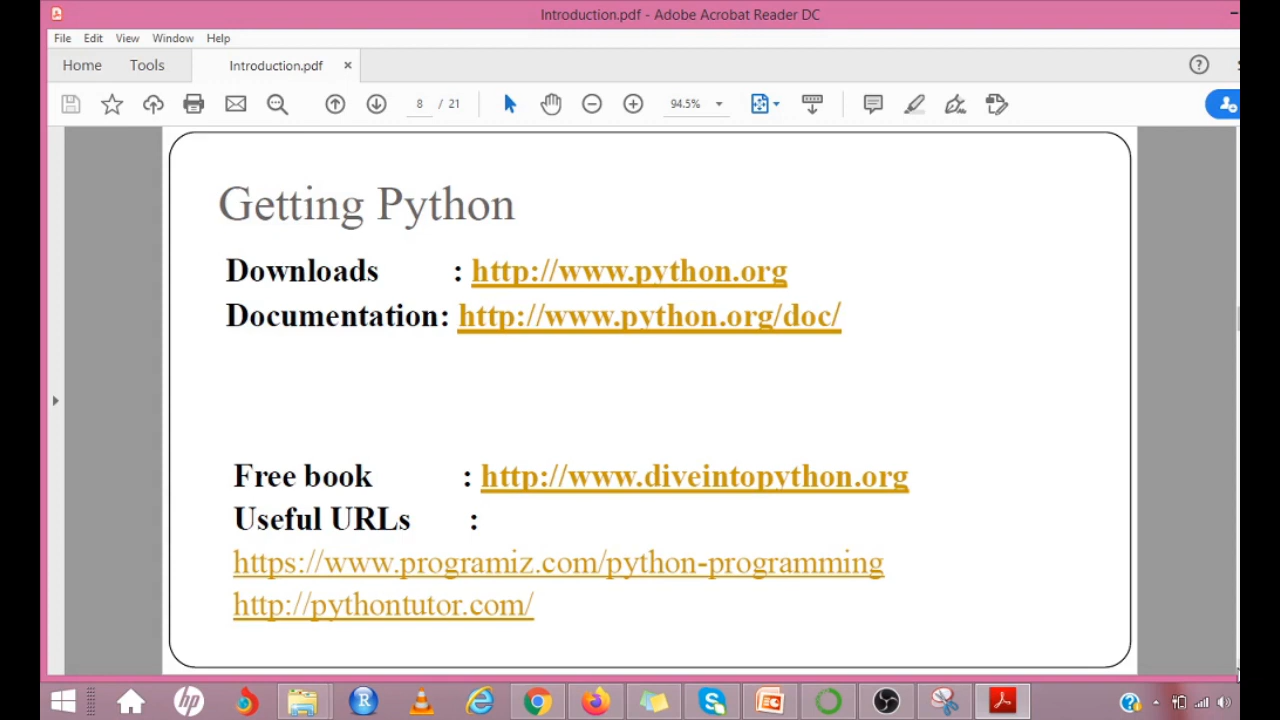 Introduction.pdf - Adobe Acrobat Reader DC
File Edit View Window Help
Home Tools Introduction.pdf ×
8 / 21 94.5%
Getting Python
Downloads : http://www.python.org
Documentation: http://www.python.org/doc/
Free book : http://www.diveintopython.org
Useful URLs :
https://www.programiz.com/python-programming
http://pythontutor.com/